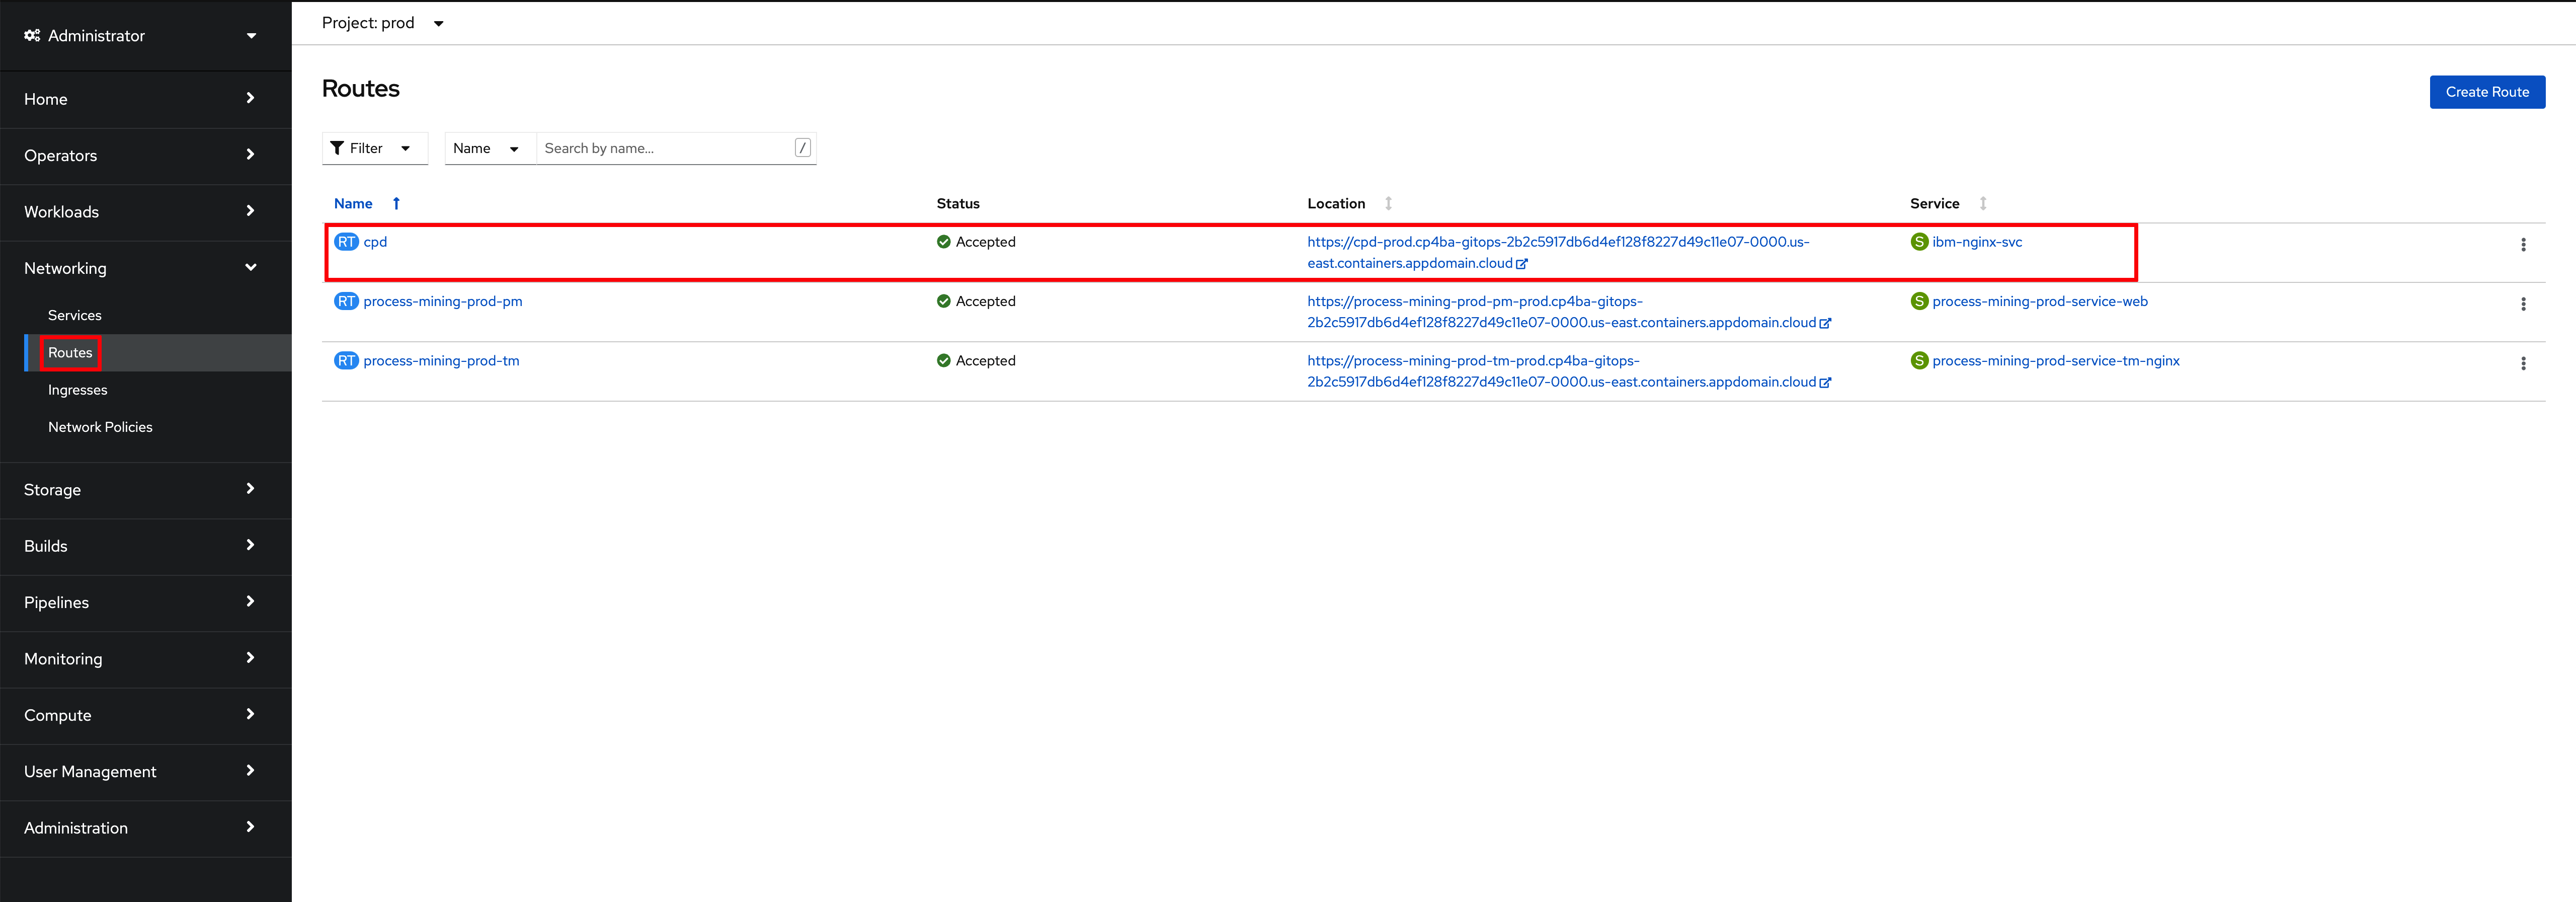 Administrator
Home
Operators
Workloads
Networking
Services
Routes
Ingresses
Network Policies
Storage
Builds
Pipelines
Monitoring
Compute
User Management
Administration
Project: prod
Routes
Create Route
Filter
Name
Search by name...
/
Name Status Location Service
RT cpd Accepted https://cpd-prod.cp4ba-gitops-2b2c5917db6d4ef128f8227d49c11e07-0000.us- S ibm-nginx-svc
east.containers.appdomain.cloud
RT process-mining-prod-pm Accepted https://process-mining-prod-pm-prod.cp4ba-gitops- S process-mining-prod-service-web
2b2c5917db6d4ef128f8227d49c11e07-0000.us-east.containers.appdomain.cloud
RT process-mining-prod-tm Accepted https://process-mining-prod-tm-prod.cp4ba-gitops- S process-mining-prod-service-tm-nginx
2b2c5917db6d4ef128f8227d49c11e07-0000.us-east.containers.appdomain.cloud